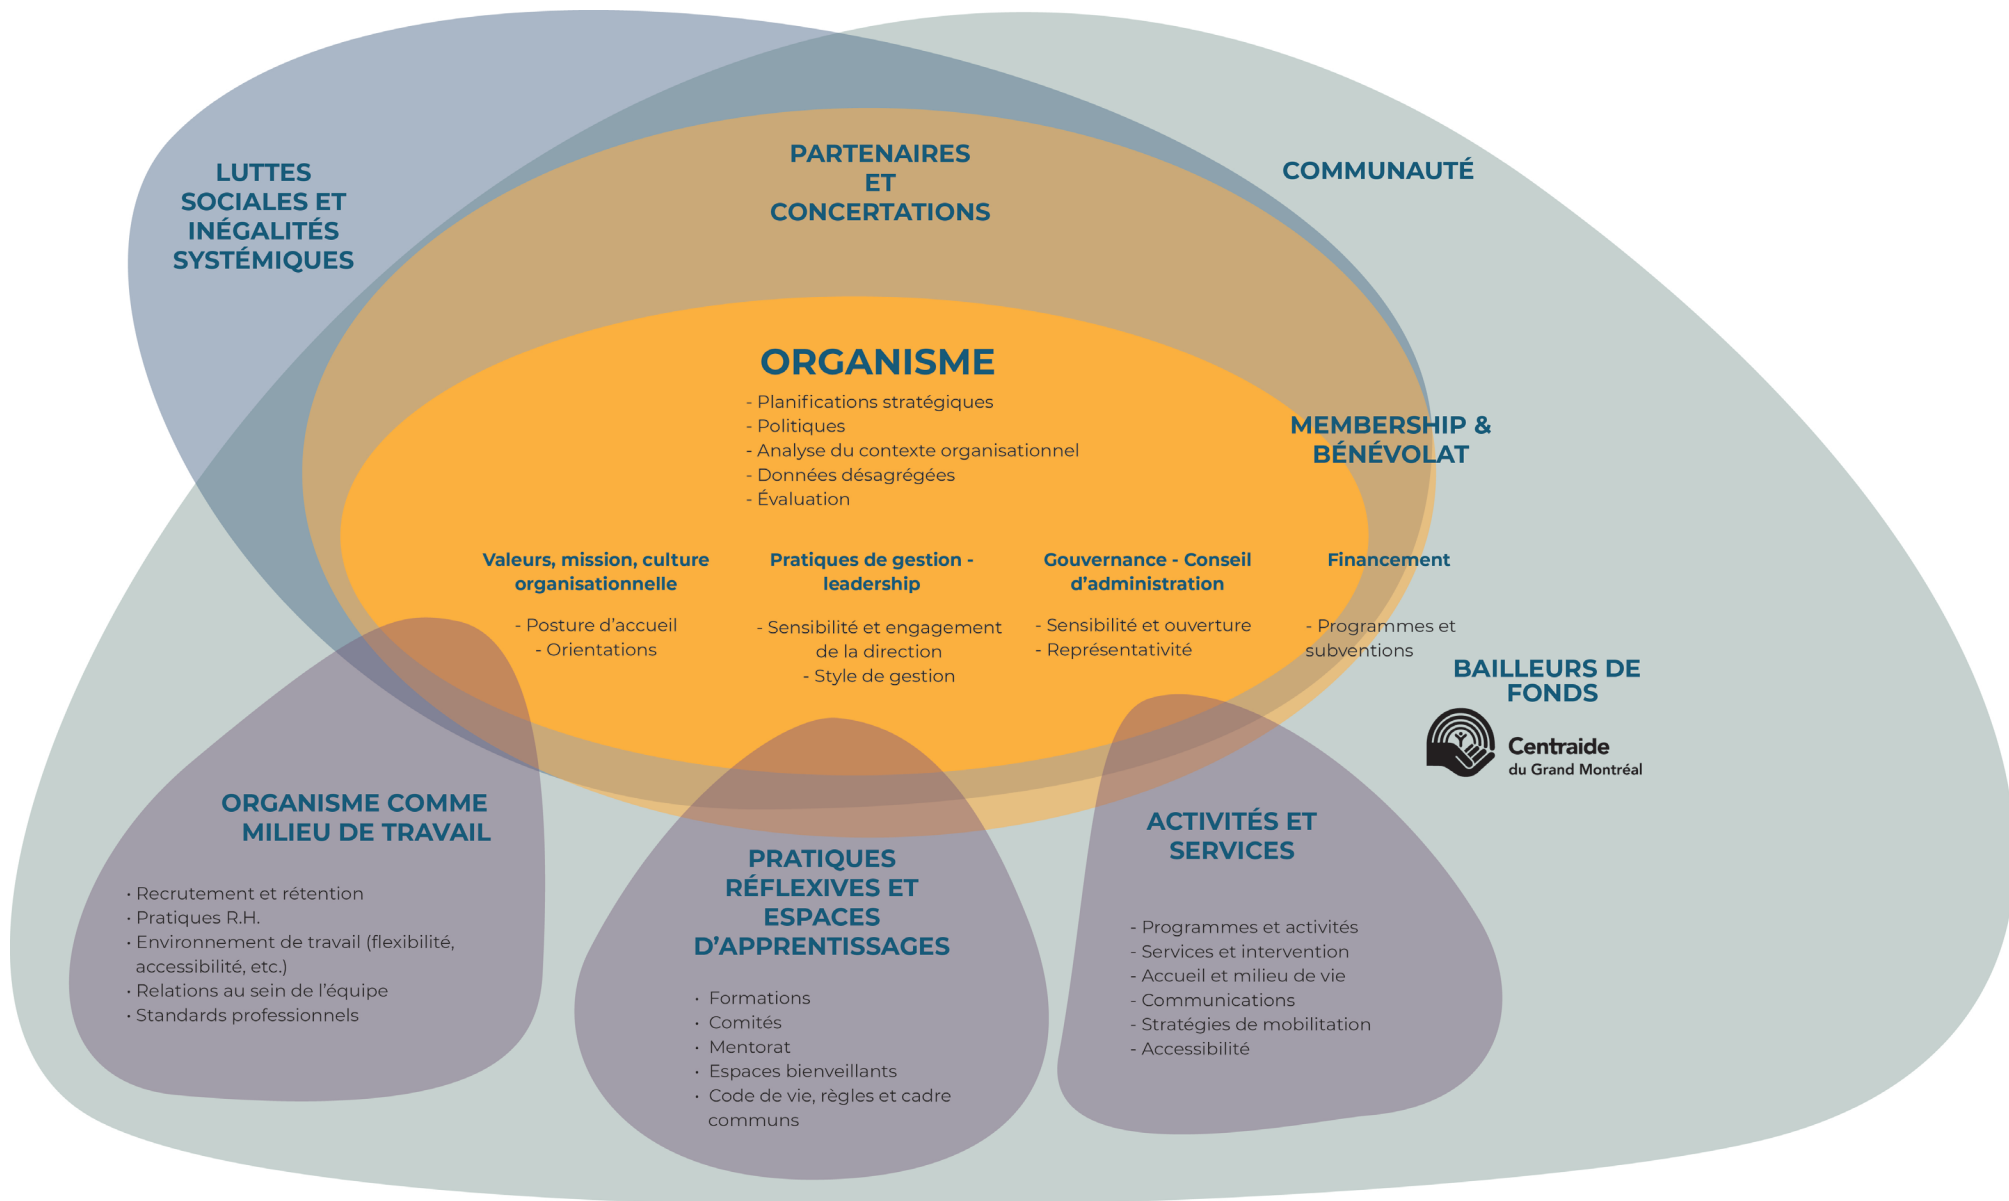 LUTTES
SOCIALES ET
INÉGALITÉS
SYSTÉMIQUES
PARTENAIRES
ET
CONCERTATIONS
COMMUNAUTÉ
ORGANISME
- Planifications stratégiques
- Politiques
- Analyse du contexte organisationnel
- Données désagrégées
- Évaluation
MEMBERSHIP &
BÉNÉVOLAT
Valeurs, mission, culture
organisationnelle
- Posture d'accueil
- Orientations
Pratiques de gestion -
leadership
- Sensibilité et engagement
de la direction
- Style de gestion
Gouvernance - Conseil
d'administration
- Sensibilité et ouverture
- Représentativité
Financement
- Programmes et
subventions
BAILLEURS DE
FONDS
Centraide
du Grand Montréal
ORGANISME COMME
MILIEU DE TRAVAIL
· Recrutement et rétention
· Pratiques R.H.
· Environnement de travail (flexibilité,
accessibilité, etc.)
· Relations au sein de l'équipe
· Standards professionnels
PRATIQUES
RÉFLEXIVES ET
ESPACES
D'APPRENTISSAGES
· Formations
· Comités
· Mentorat
· Espaces bienveillants
· Code de vie, règles et cadre
communs
ACTIVITÉS ET
SERVICES
- Programmes et activités
- Services et intervention
- Accueil et milieu de vie
- Communications
- Stratégies de mobilitation
- Accessibilité